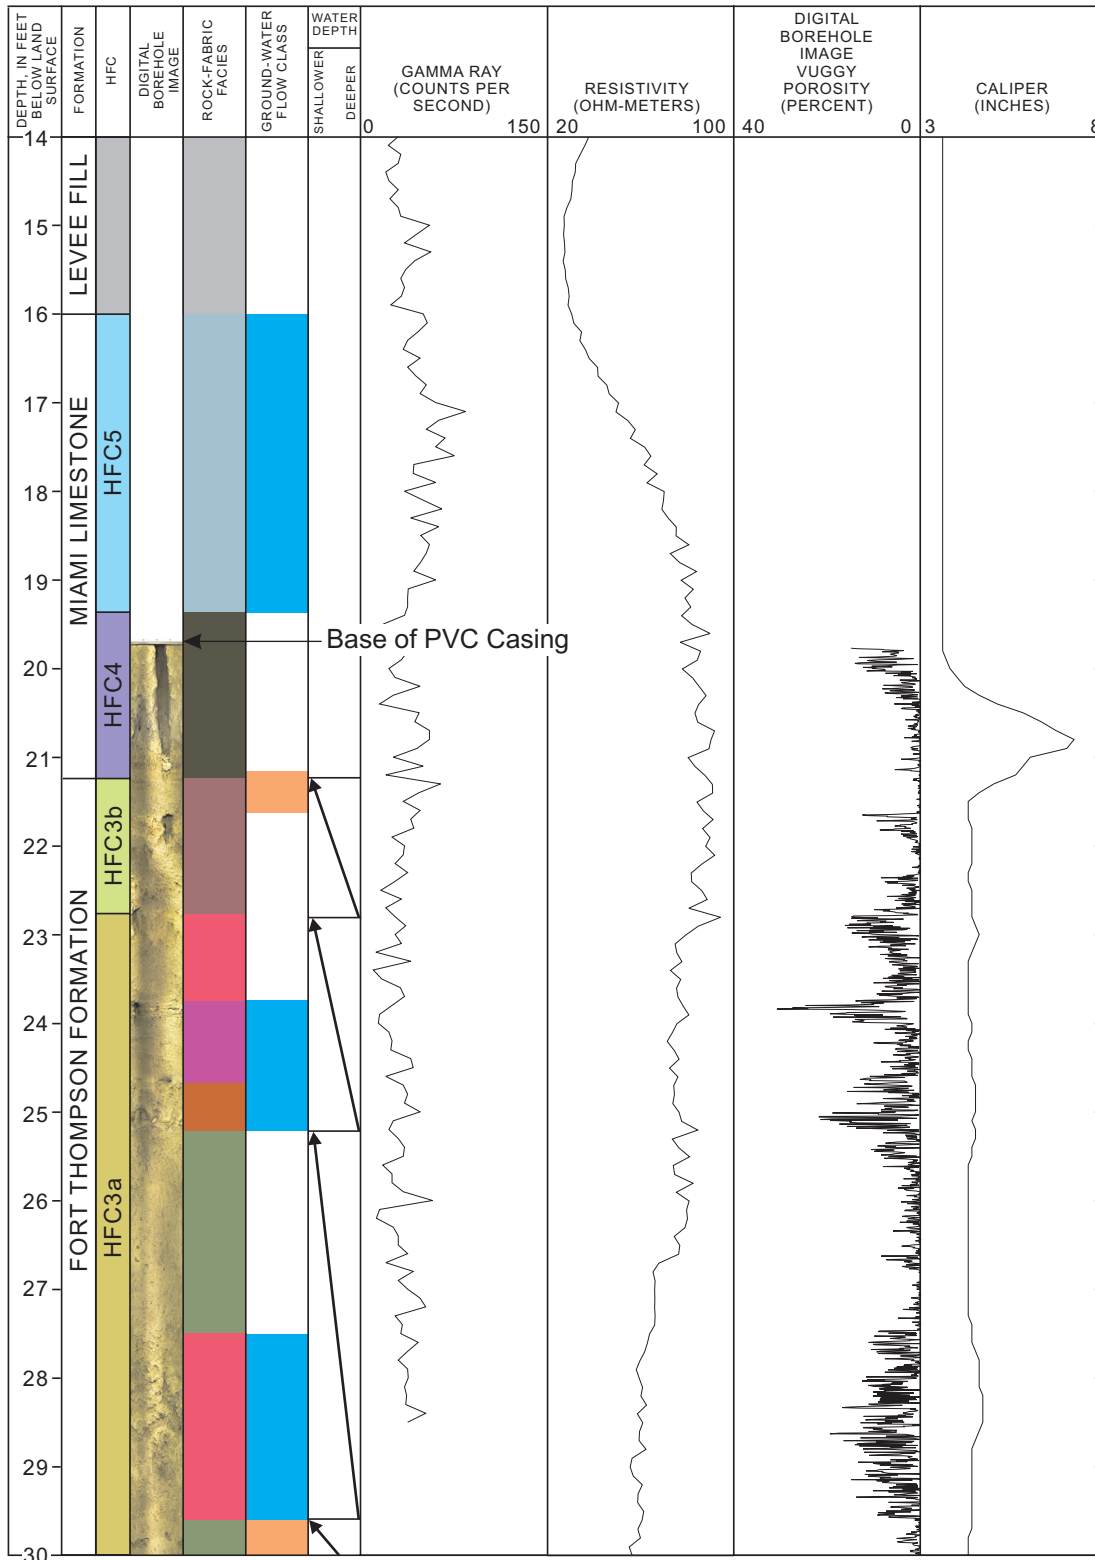 DEPTH, IN FEET
BELOW LAND
SURFACE
FORMATION
HFC
DIGITAL
BOREHOLE
IMAGE
ROCK-FABRIC
FACIES
GROUND-WATER
FLOW CLASS
WATER
DEPTH
SHALLOWER
DEEPER
GAMMA RAY
(COUNTS PER
SECOND)
0 150
RESISTIVITY
(OHM-METERS)
20 100
DIGITAL
BOREHOLE
IMAGE
VUGGY
POROSITY
(PERCENT)
40 0
CALIPER
(INCHES)
3 8
14
15
16
17
18
19
20
21
22
23
24
25
26
27
28
29
30
LEVEE FILL
MIAMI LIMESTONE
FORT THOMPSON FORMATION
HFC5
HFC4
HFC3b
HFC3a
Base of PVC Casing